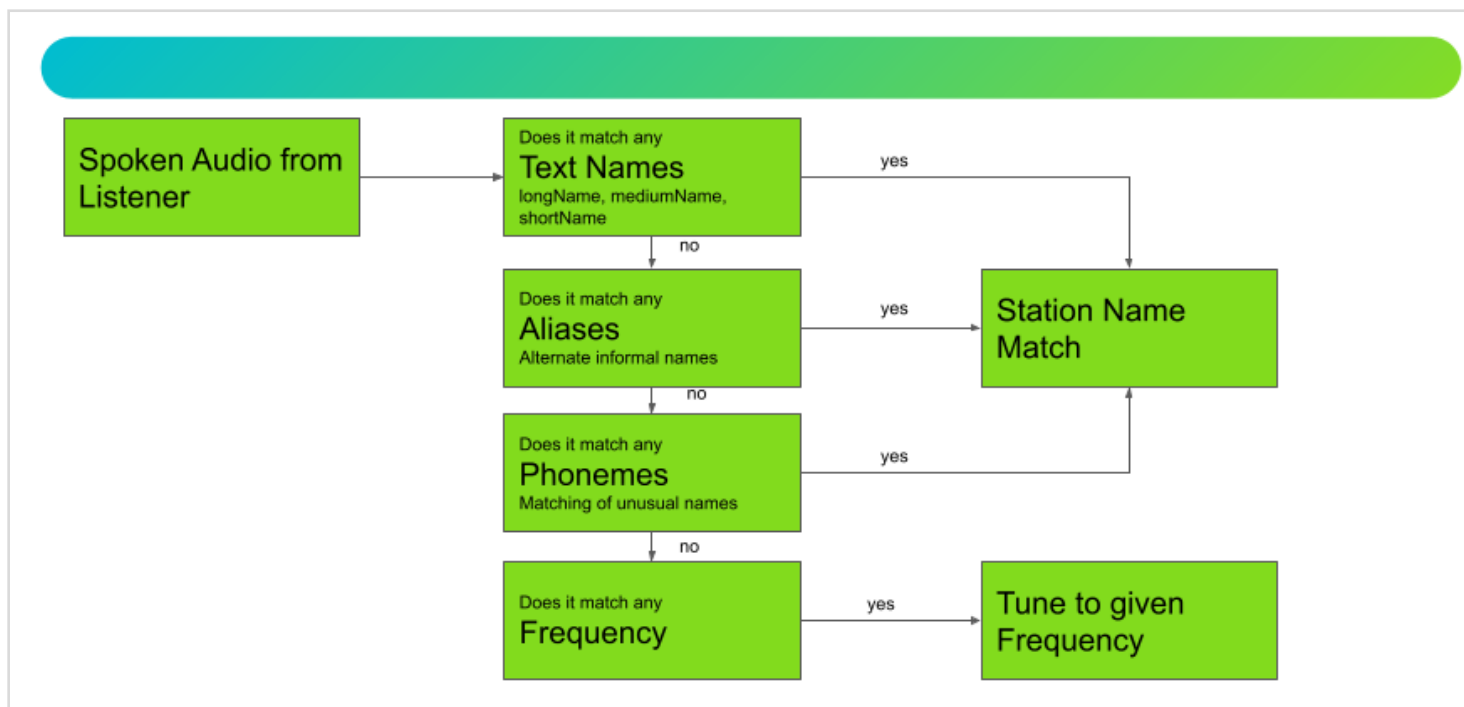 Spoken Audio from
Listener
Does it match any
Text Names
longName, mediumName,
shortName
yes
no
Does it match any
Aliases
Alternate informal names
yes
Station Name
Match
no
Does it match any
Phonemes
Matching of unusual names
yes
no
Does it match any
Frequency
yes
Tune to given
Frequency